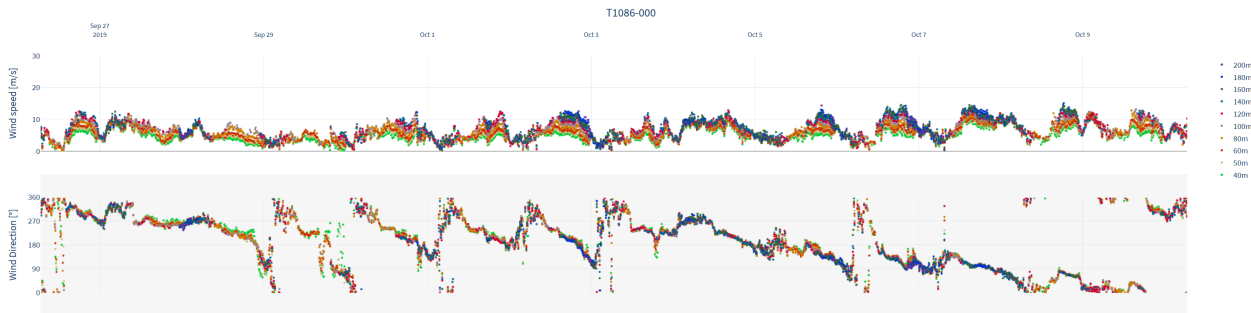 T1086-000
Sep 27
2019
Sep 29
Oct 1
Oct 3
Oct 5
Oct 7
Oct 9
30
20
10
0
Wind speed [m/s]
200m
180m
160m
140m
120m
100m
80m
60m
50m
40m
360
270
180
90
0
Wind Direction [°]